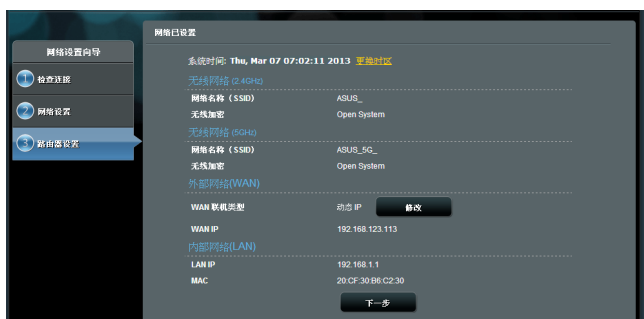 网络已设置
网络设置向导
1 检查连接
2 网络设置
3 路由器设置
系统时间: Thu, Mar 07 07:02:11 2013 更换时区
无线网络 (2.4GHz)
网络名称（SSID） ASUS_
无线加密 Open System
无线网络 (5GHz)
网络名称（SSID） ASUS_5G_
无线加密 Open System
外部网络(WAN)
WAN 联机类型 动态 IP 修改
WAN IP 192.168.123.113
内部网络(LAN)
LAN IP 192.168.1.1
MAC 20:CF:30:B6:C2:30
下一步